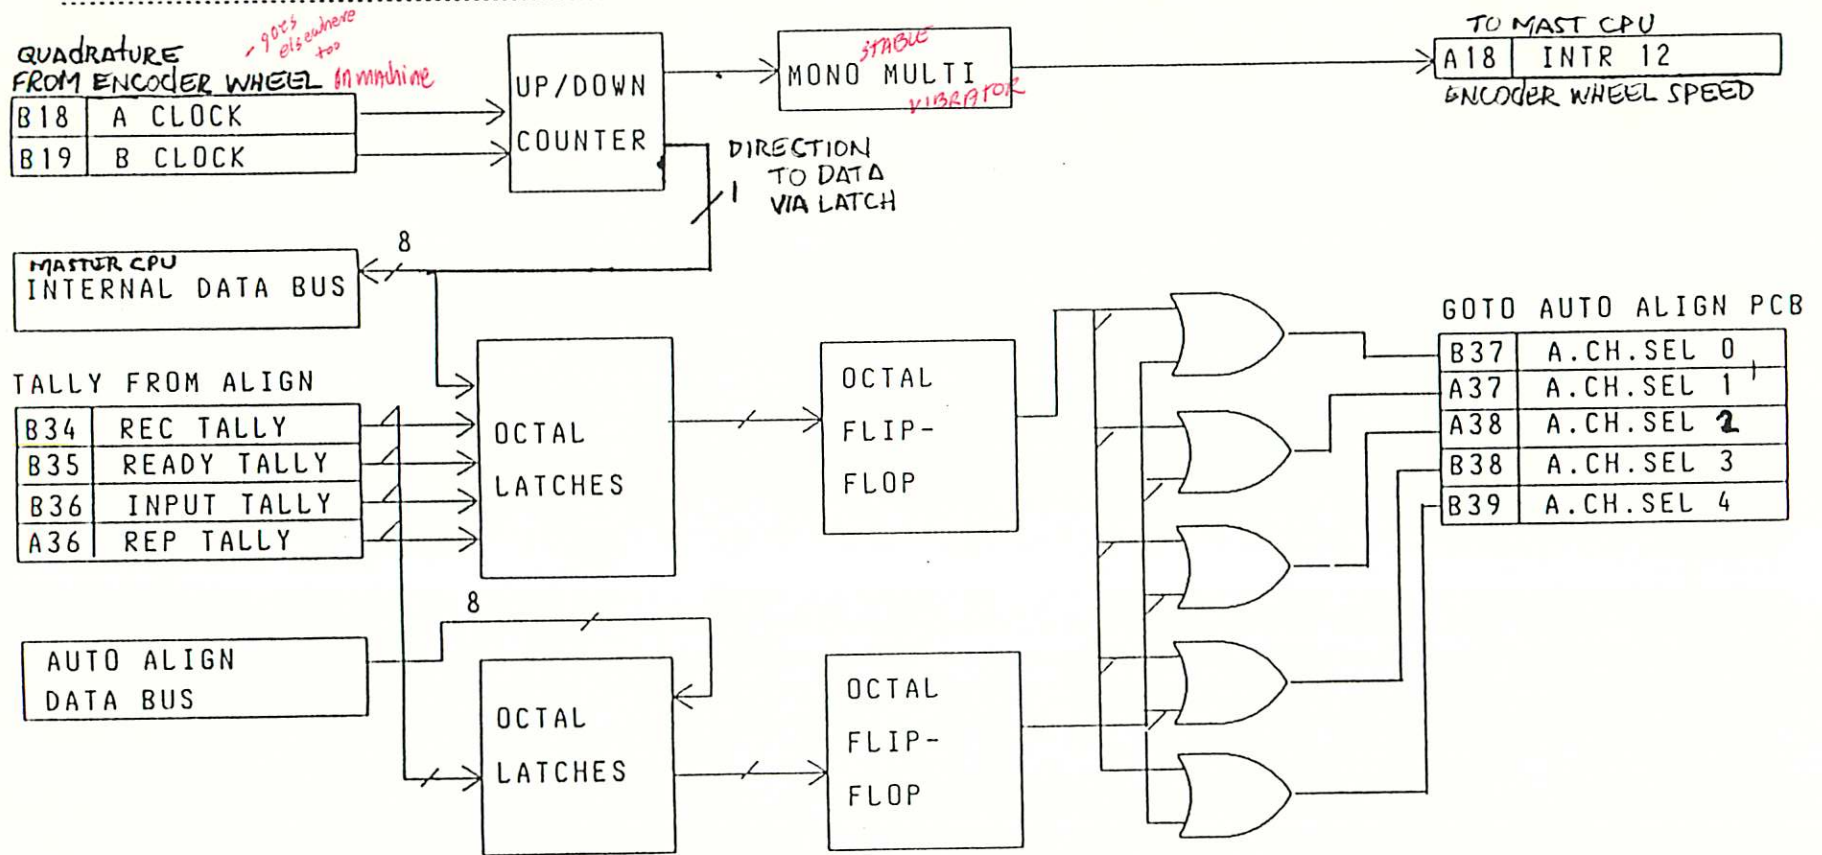 QUADRATURE
- goes
elsewhere
too
FROM ENCODER WHEEL on machine
B18 A CLOCK
B19 B CLOCK
UP/DOWN
COUNTER
STABLE
MONO MULTI
VIBRATOR
TO MAST CPU
A18 INTR 12
ENCODER WHEEL SPEED
DIRECTION
TO DATA
VIA LATCH
1
8
MASTER CPU
INTERNAL DATA BUS
TALLY FROM ALIGN
B34 REC TALLY
B35 READY TALLY
B36 INPUT TALLY
A36 REP TALLY
OCTAL
LATCHES
OCTAL
FLIP-
FLOP
GOTO AUTO ALIGN PCB
B37 A.CH.SEL 0
A37 A.CH.SEL 1
A38 A.CH.SEL 2
B38 A.CH.SEL 3
B39 A.CH.SEL 4
8
AUTO ALIGN
DATA BUS
OCTAL
LATCHES
OCTAL
FLIP-
FLOP